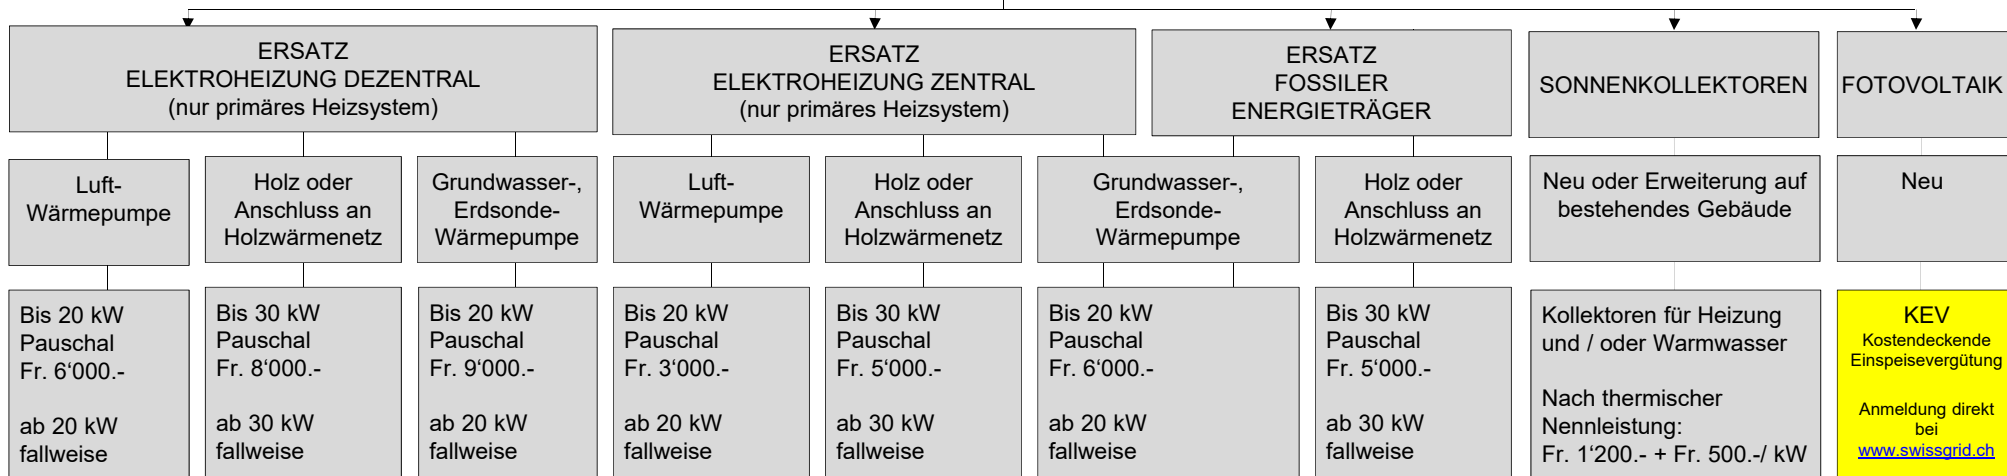 ERSATZ
ELEKTROHEIZUNG DEZENTRAL
(nur primäres Heizsystem)
ERSATZ
ELEKTROHEIZUNG ZENTRAL
(nur primäres Heizsystem)
ERSATZ
FOSSILER
ENERGIETRÄGER
SONNENKOLLEKTOREN
FOTOVOLTAIK
Luft-
Wärmepumpe
Holz oder
Anschluss an
Holzwärmenetz
Grundwasser-,
Erdsonde-
Wärmepumpe
Luft-
Wärmepumpe
Holz oder
Anschluss an
Holzwärmenetz
Grundwasser-,
Erdsonde-
Wärmepumpe
Holz oder
Anschluss an
Holzwärmenetz
Neu oder Erweiterung auf
bestehendes Gebäude
Neu
Bis 20 kW
Pauschal
Fr. 6‘000.-
ab 20 kW
fallweise
Bis 30 kW
Pauschal
Fr. 8‘000.-
ab 30 kW
fallweise
Bis 20 kW
Pauschal
Fr. 9‘000.-
ab 20 kW
fallweise
Bis 20 kW
Pauschal
Fr. 3‘000.-
ab 20 kW
fallweise
Bis 30 kW
Pauschal
Fr. 5‘000.-
ab 30 kW
fallweise
Bis 20 kW
Pauschal
Fr. 6‘000.-
ab 20 kW
fallweise
Bis 30 kW
Pauschal
Fr. 5‘000.-
ab 30 kW
fallweise
Kollektoren für Heizung
und / oder Warmwasser
Nach thermischer
Nennleistung:
Fr. 1‘200.- + Fr. 500.-/ kW
KEV
Kostendeckende
Einspeisevergütung
Anmeldung direkt
bei
www.swissgrid.ch